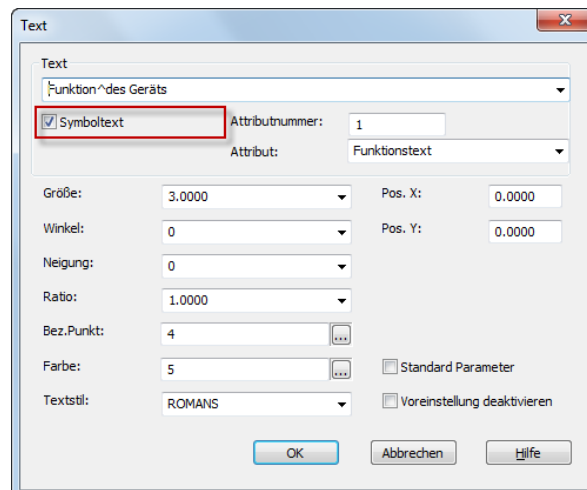 Text
Text
Funktion^des Geräts
Symboltext Attributnummer: 1
Attribut: Funktionstext
Größe: 3.0000 Pos. X: 0.0000
Winkel: 0 Pos. Y: 0.0000
Neigung: 0
Ratio: 1.0000
Bez.Punkt: 4 ...
Farbe: 5 ... Standard Parameter
Textstil: ROMANS Voreinstellung deaktivieren
OK Abbrechen Hilfe